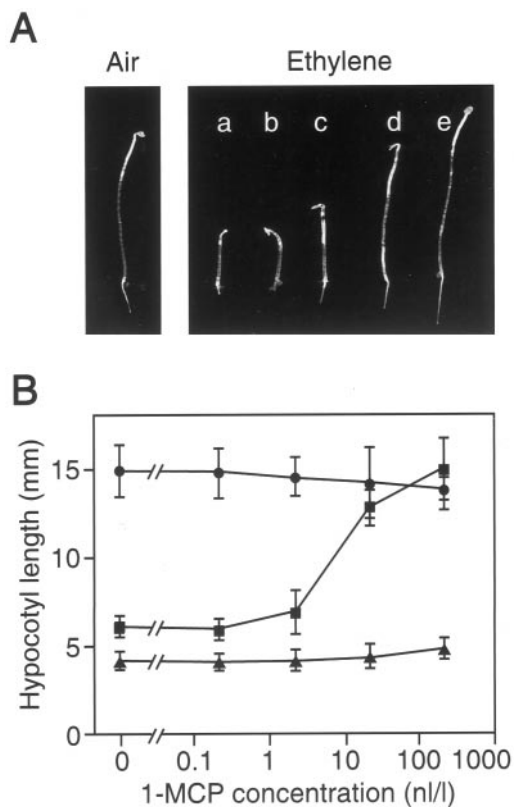 A
Air
Ethylene
a b c d e
B
Hypocotyl length (mm)
15
10
5
0
0 0.1 1 10 100 1000
1-MCP concentration (nl/l)